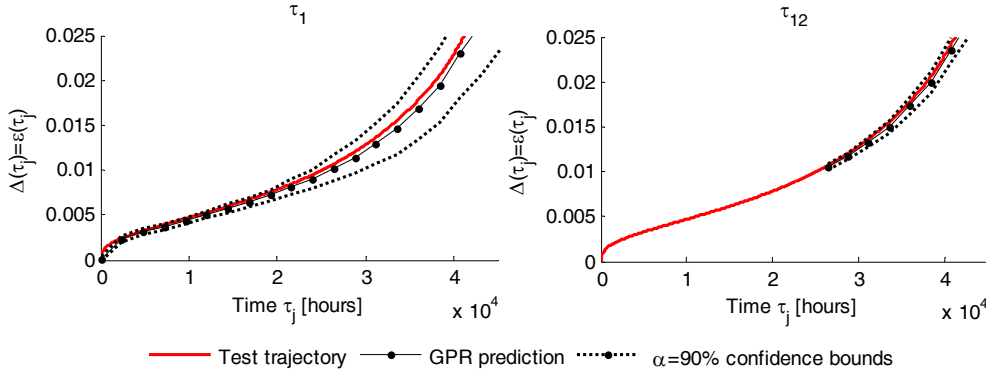 τ1 τ12
0.025 0.025
0.02 0.02
0.015 0.015
0.01 0.01
0.005 0.005
0 0
Δ(τj)=ε(τj) Δ(τj)=ε(τj)
0 1 2 3 4 0 1 2 3 4
Time τj [hours] Time τj [hours]
x 10^4 x 10^4
Test trajectory GPR prediction α=90% confidence bounds